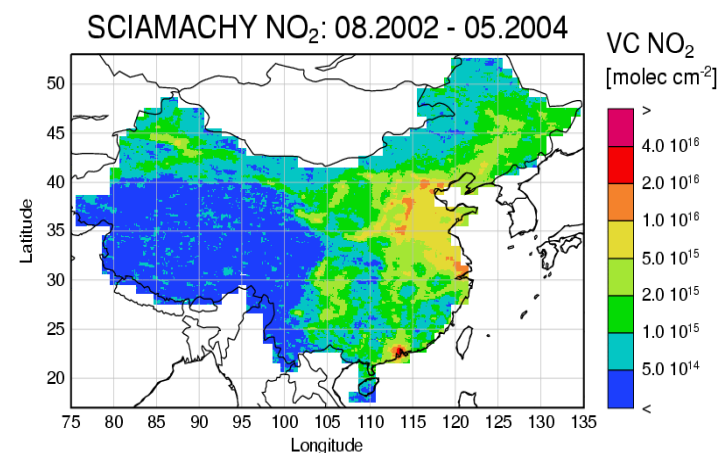 SCIAMACHY NO₂: 08.2002 - 05.2004
VC NO₂
[molec cm⁻²]
>
4.0 10¹⁶
2.0 10¹⁶
1.0 10¹⁶
5.0 10¹⁵
2.0 10¹⁵
1.0 10¹⁵
5.0 10¹⁴
<
Latitude
50
45
40
35
30
25
20
75 80 85 90 95 100 105 110 115 120 125 130 135
Longitude